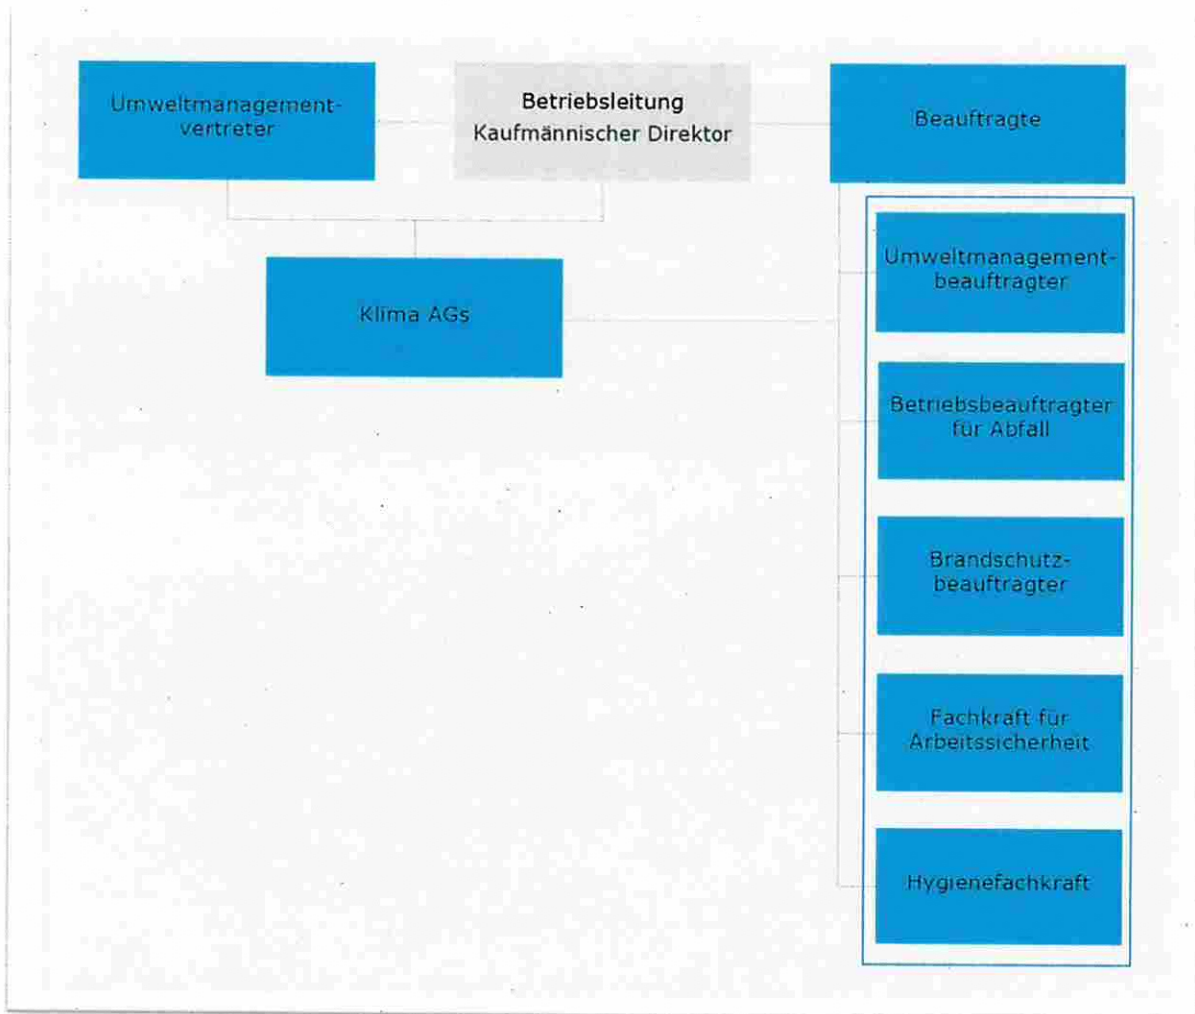 Umweltmanagement-
vertreter
Betriebsleitung
Kaufmännischer Direktor
Beauftragte
Klima AGs
Umweltmanagement-
beauftragter
Betriebsbeauftragter
für Abfall
Brandschutz-
beauftragter
Fachkraft für
Arbeitssicherheit
Hygienefachkraft